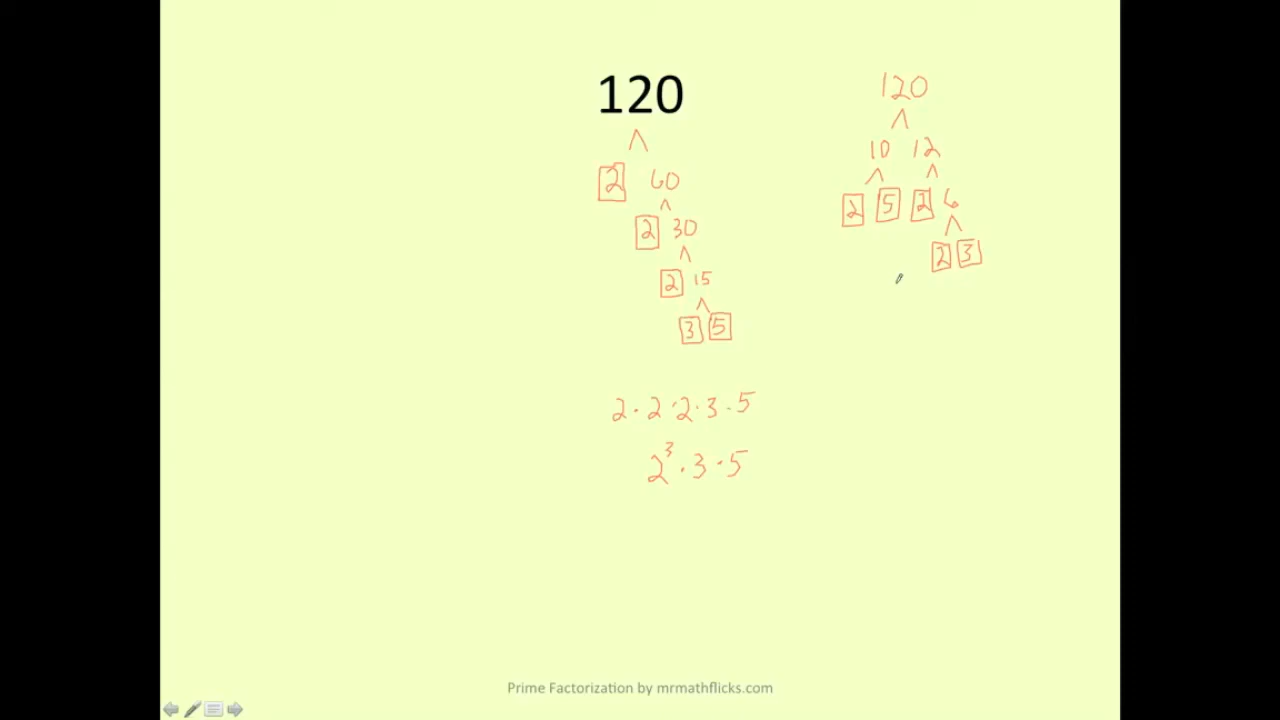 120
2 60
2 30
2 15
3 5
2 · 2 · 2 · 3 · 5
2³ · 3 · 5
120
10 12
2 5 2 6
2 3
Prime Factorization by mrmathflicks.com